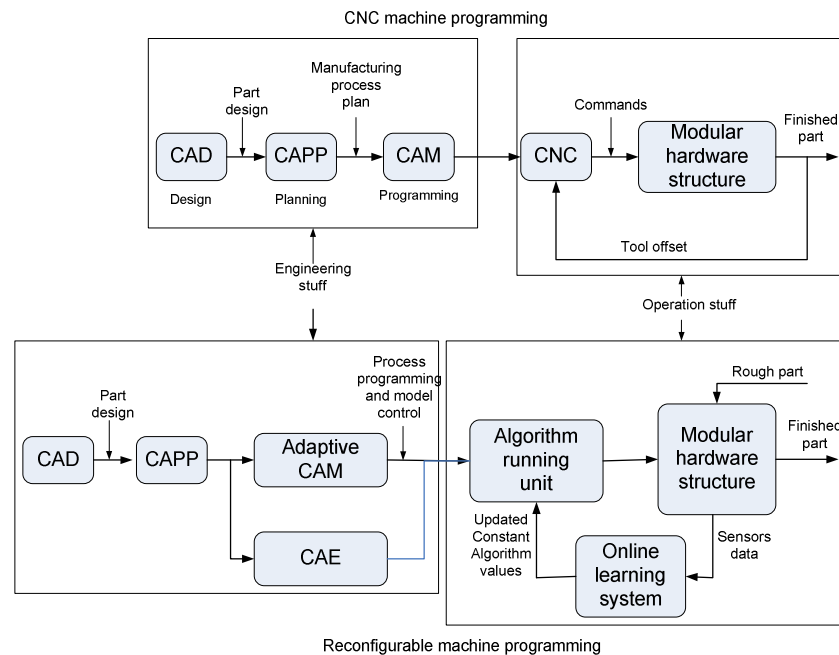 CNC machine programming
Manufacturing
process
plan
Part
design
Commands
Finished
part
CAD
CAPP
CAM
CNC
Modular
hardware
structure
Design
Planning
Programming
Tool offset
Engineering
stuff
Operation stuff
Process
programming
and model
control
Rough part
Part
design
Finished
part
CAD
CAPP
Adaptive
CAM
Algorithm
running
unit
Modular
hardware
structure
CAE
Updated
Constant
Algorithm
values
Online
learning
system
Sensors
data
Reconfigurable machine programming